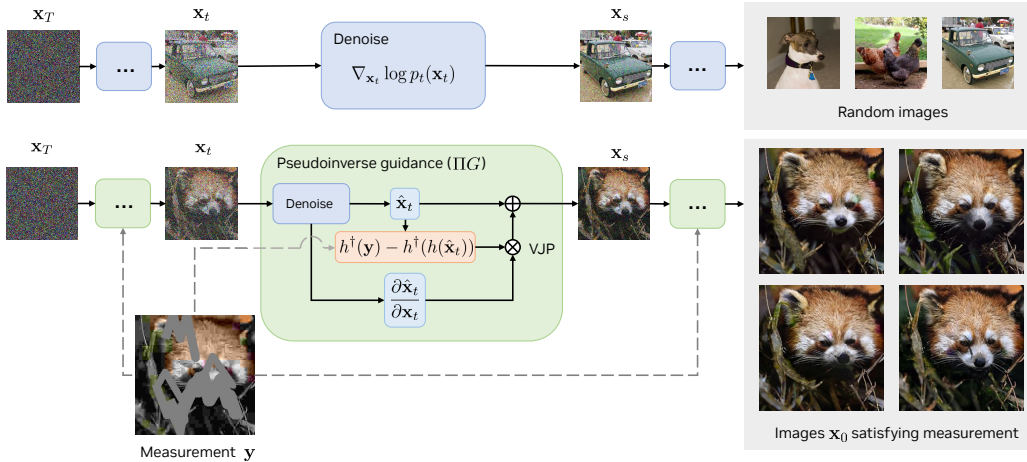 𝐱_T
...
𝐱_t
Denoise
∇_{𝐱_t} log p_t(𝐱_t)
𝐱_s
...
Random images
𝐱_T
...
𝐱_t
Pseudoinverse guidance (ΠG)
Denoise
x̂_t
⊕
h†(𝐲) − h†(h(x̂_t))
⊗ VJP
∂x̂_t
∂𝐱_t
𝐱_s
...
Measurement 𝐲
Images 𝐱_0 satisfying measurement